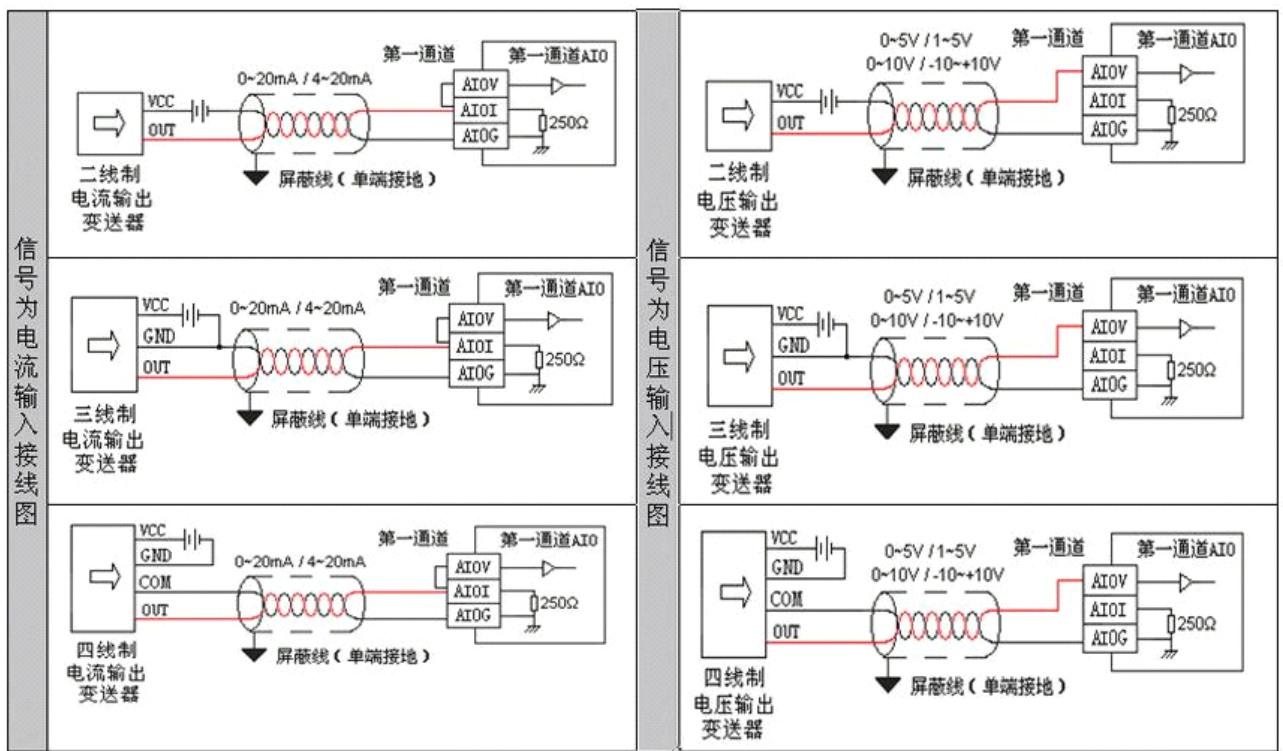 信号为电流输入接线图
0~20mA / 4~20mA
第一通道
第一通道AI0
VCC
OUT
AI0V
AI0I
AI0G
250Ω
二线制
电流输出
变送器
屏蔽线（单端接地）
0~20mA / 4~20mA
第一通道
第一通道AI0
VCC
GND
OUT
AI0V
AI0I
AI0G
250Ω
三线制
电流输出
变送器
屏蔽线（单端接地）
0~20mA / 4~20mA
第一通道
第一通道AI0
VCC
GND
COM
OUT
AI0V
AI0I
AI0G
250Ω
四线制
电流输出
变送器
屏蔽线（单端接地）
信号为电压输入接线图
0~5V / 1~5V
0~10V / -10~+10V
第一通道
第一通道AI0
VCC
OUT
AI0V
AI0I
AI0G
250Ω
二线制
电压输出
变送器
屏蔽线（单端接地）
0~5V / 1~5V
0~10V / -10~+10V
第一通道
第一通道AI0
VCC
GND
OUT
AI0V
AI0I
AI0G
250Ω
三线制
电压输出
变送器
屏蔽线（单端接地）
0~5V / 1~5V
0~10V / -10~+10V
第一通道
第一通道AI0
VCC
GND
COM
OUT
AI0V
AI0I
AI0G
250Ω
四线制
电压输出
变送器
屏蔽线（单端接地）